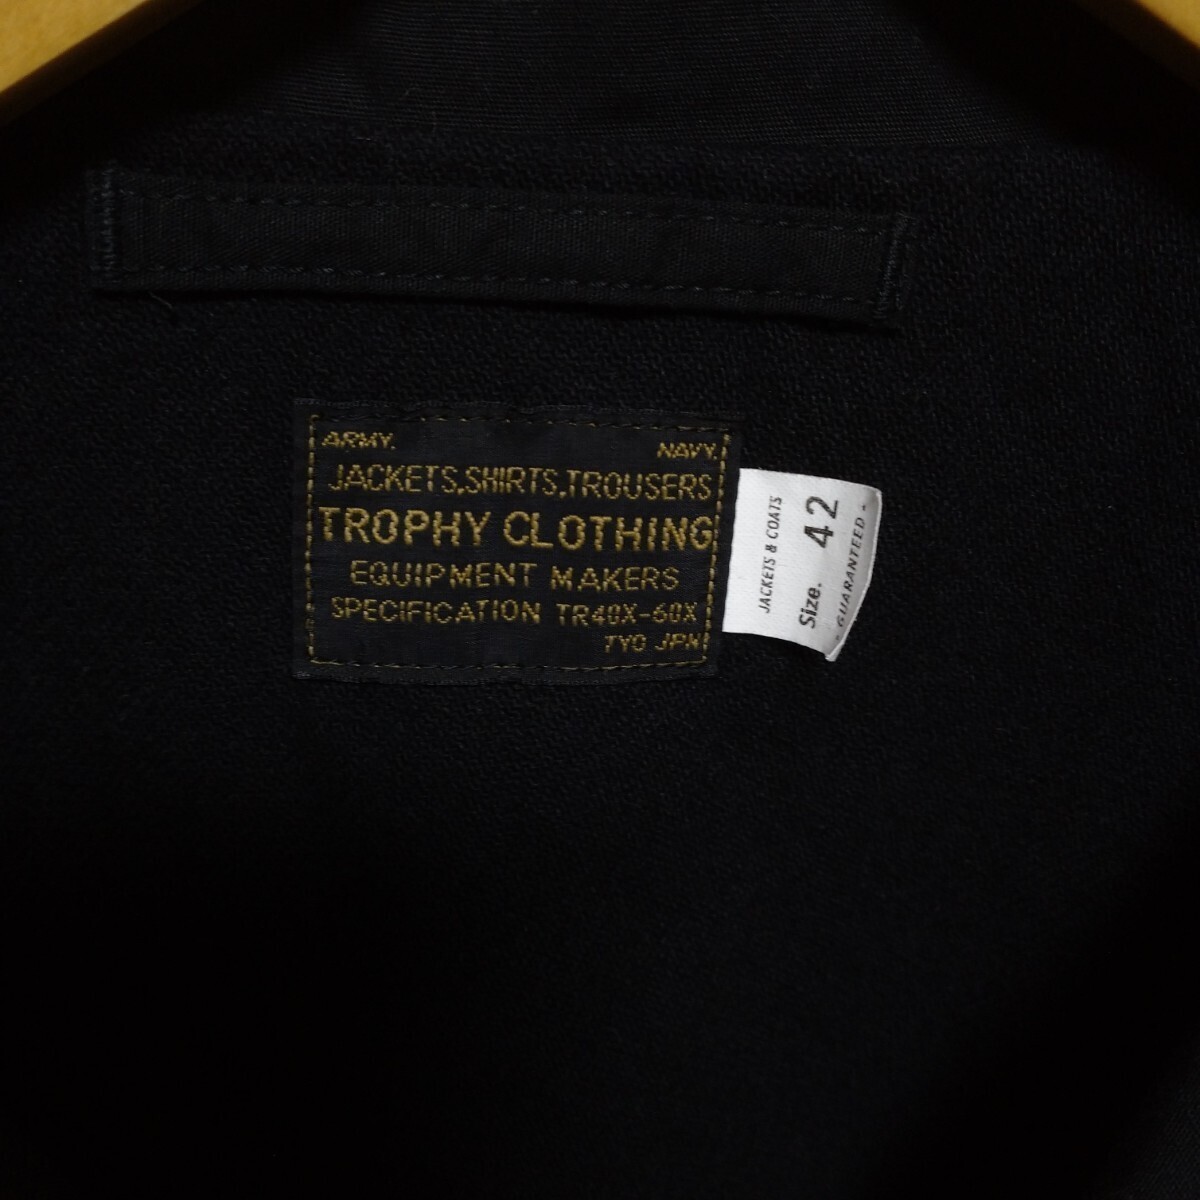 ARMY. NAVY.
JACKETS.SHIRTS.TROUSERS
TROPHY CLOTHING
EQUIPMENT MAKERS
SPECIFICATION TR40X-60X
TYO JPN
JACKETS & COATS
Size. 42
- GUARANTEED -